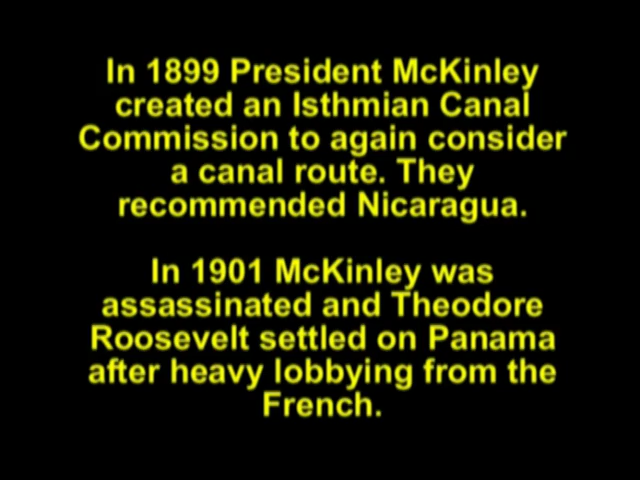 In 1899 President McKinley
created an Isthmian Canal
Commission to again consider
a canal route. They
recommended Nicaragua.
In 1901 McKinley was
assassinated and Theodore
Roosevelt settled on Panama
after heavy lobbying from the
French.